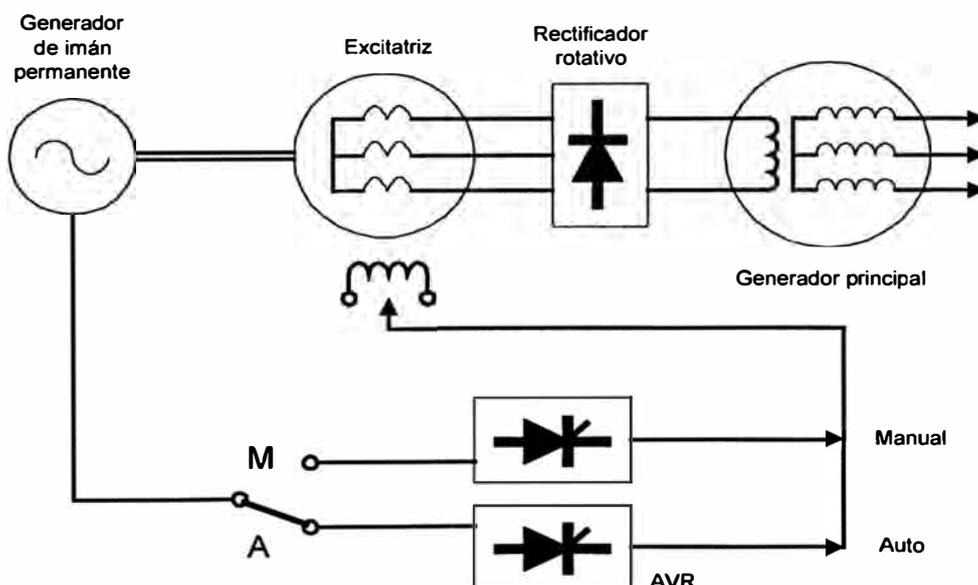 Generador
de imán
permanente
Excitatriz
Rectificador
rotativo
Generador principal
M
Manual
A
Auto
AVR